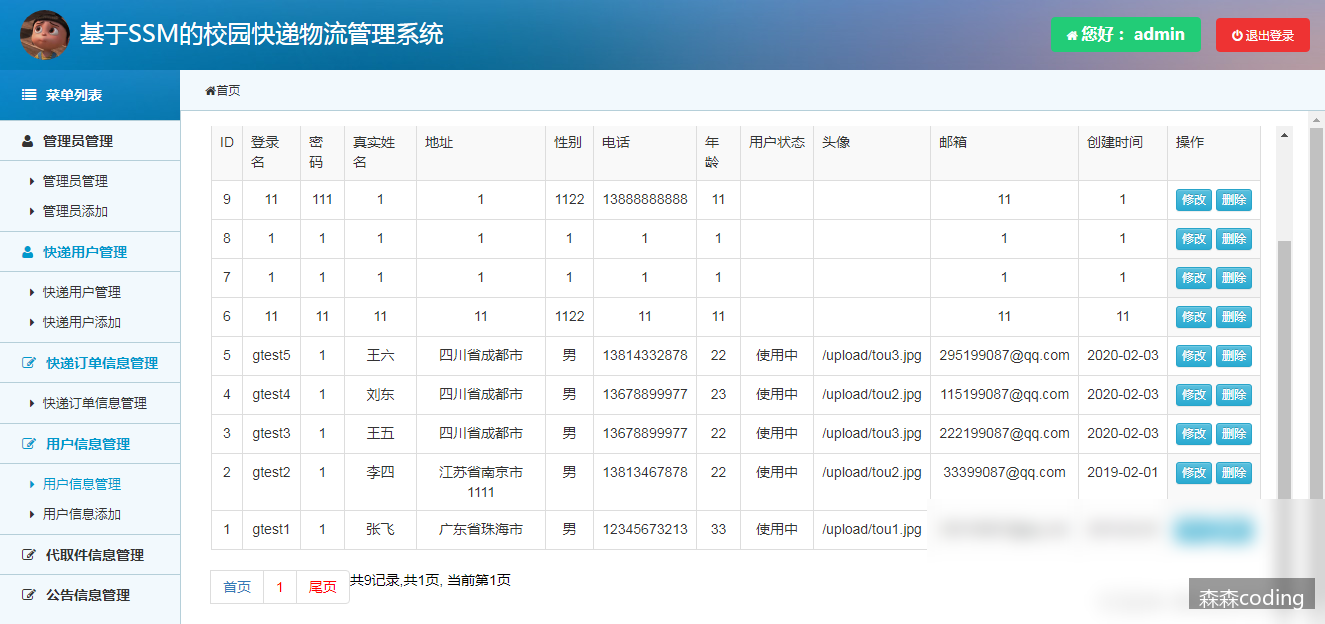 基于SSM的校园快递物流管理系统
您好： admin
退出登录
菜单列表
首页
管理员管理
管理员管理
管理员添加
快递用户管理
快递用户管理
快递用户添加
快递订单信息管理
快递订单信息管理
用户信息管理
用户信息管理
用户信息添加
代取件信息管理
公告信息管理
ID 登录名 密码 真实姓名 地址 性别 电话 年龄 用户状态 头像 邮箱 创建时间 操作
9 11 111 1 1 1122 13888888888 11 11 1 修改 删除
8 1 1 1 1 1 1 1 1 1 修改 删除
7 1 1 1 1 1 1 1 1 1 修改 删除
6 11 11 11 11 1122 11 11 11 11 修改 删除
5 gtest5 1 王六 四川省成都市 男 13814332878 22 使用中 /upload/tou3.jpg 295199087@qq.com 2020-02-03 修改 删除
4 gtest4 1 刘东 四川省成都市 男 13678899977 23 使用中 /upload/tou2.jpg 115199087@qq.com 2020-02-03 修改 删除
3 gtest3 1 王五 四川省成都市 男 13678899977 22 使用中 /upload/tou3.jpg 222199087@qq.com 2020-02-03 修改 删除
2 gtest2 1 李四 江苏省南京市1111 男 13813467878 22 使用中 /upload/tou2.jpg 33399087@qq.com 2019-02-01 修改 删除
1 gtest1 1 张飞 广东省珠海市 男 12345673213 33 使用中 /upload/tou1.jpg
首页 1 尾页 共9记录,共1页, 当前第1页
森森coding